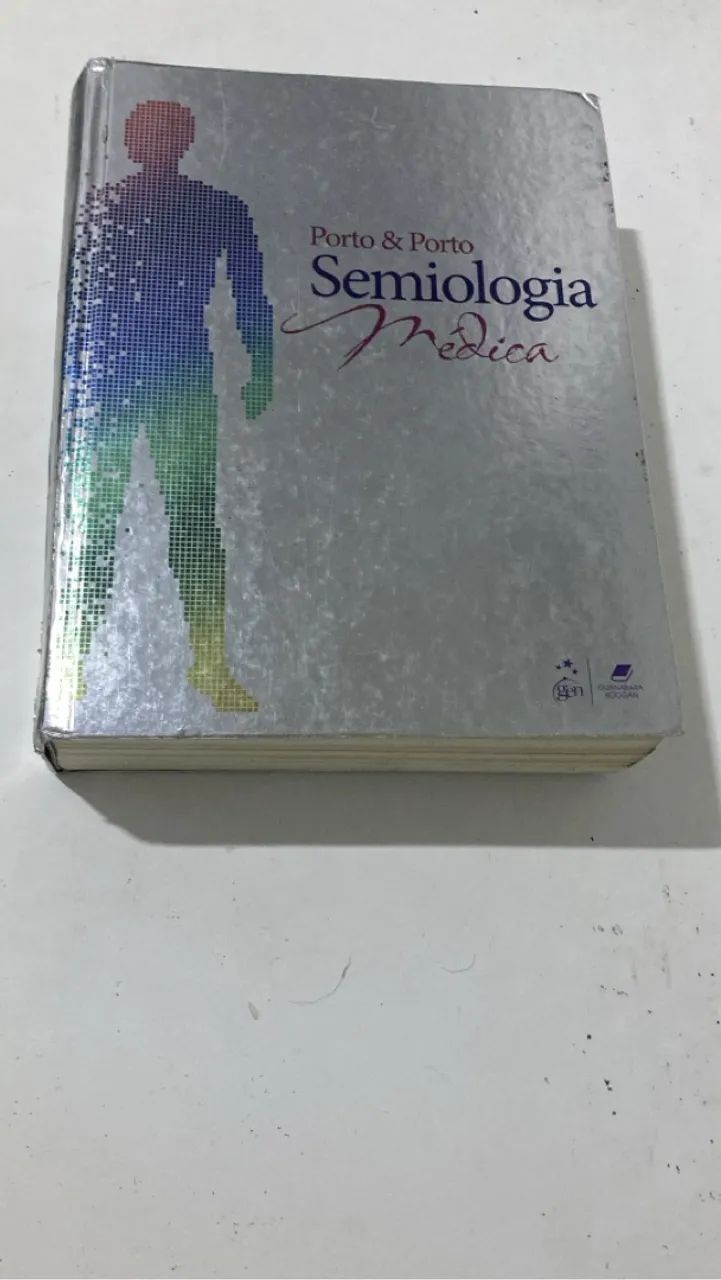 Porto & Porto
Semiologia
Médica
gen
GUANABARA
KOOGAN